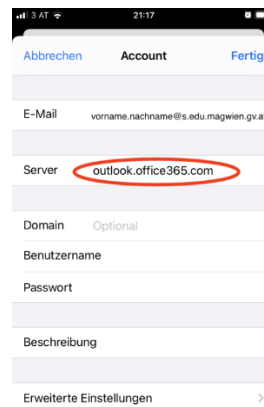 3 AT 21:17
Abbrechen Account Fertig
E-Mail vorname.nachname@s.edu.magwien.gv.at
Server outlook.office365.com
Domain Optional
Benutzername
Passwort
Beschreibung
Erweiterte Einstellungen